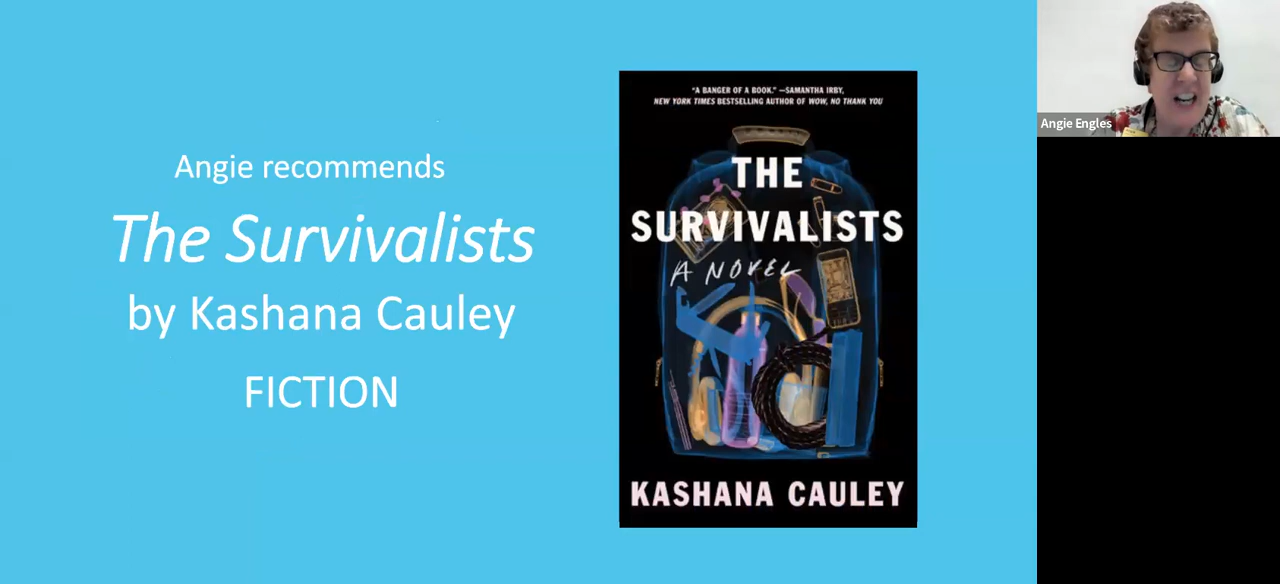 Angie recommends
The Survivalists
by Kashana Cauley
FICTION
"A BANGER OF A BOOK." —SAMANTHA IRBY,
NEW YORK TIMES BESTSELLING AUTHOR OF WOW, NO THANK YOU
THE
SURVIVALISTS
A NOVEL
KASHANA CAULEY
Angie Engles